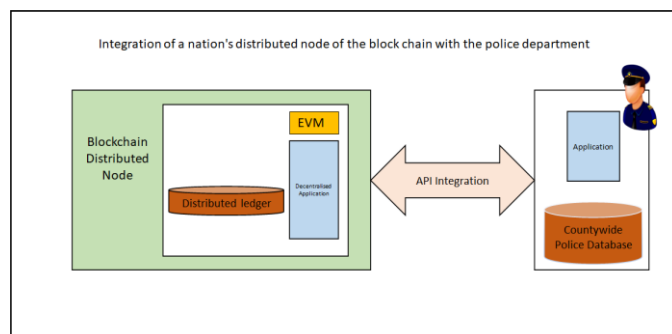 Integration of a nation's distributed node of the block chain with the police department
Blockchain
Distributed
Node
EVM
Decentralised
Application
Distributed ledger
API Integration
Application
Countywide
Police Database